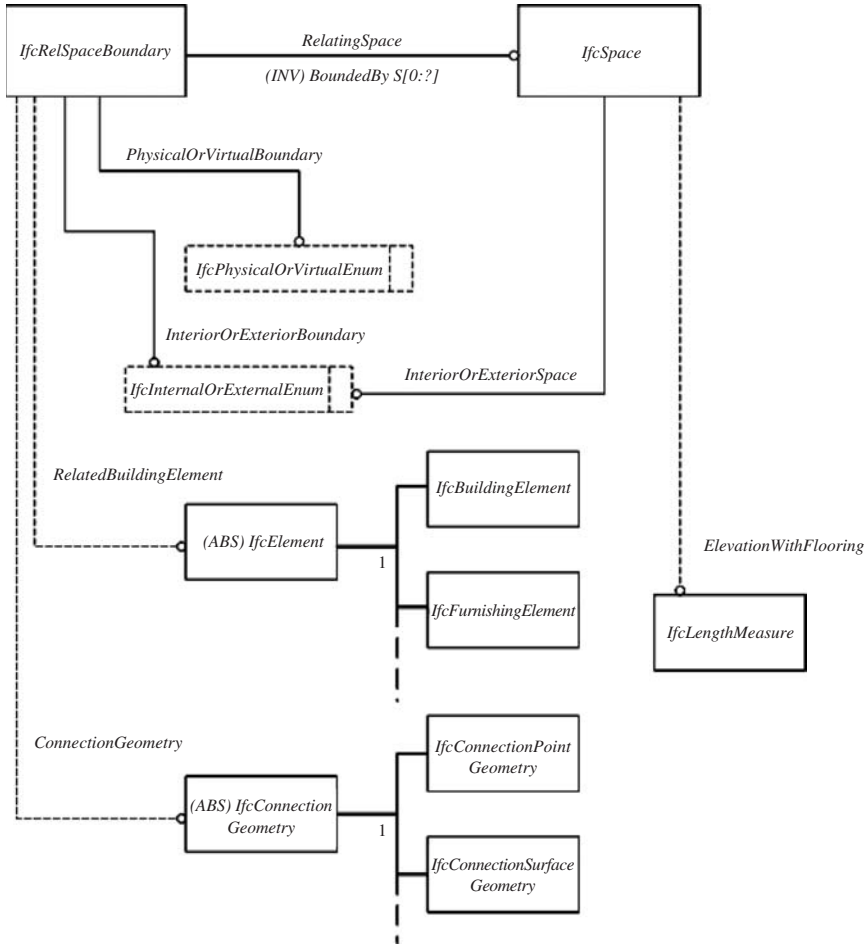 IfcRelSpaceBoundary
RelatingSpace
(INV) BoundedBy S[0:?]
IfcSpace
PhysicalOrVirtualBoundary
IfcPhysicalOrVirtualEnum
InteriorOrExteriorBoundary
IfcInternalOrExternalEnum
InteriorOrExteriorSpace
RelatedBuildingElement
(ABS) IfcElement
1
IfcBuildingElement
IfcFurnishingElement
ElevationWithFlooring
IfcLengthMeasure
ConnectionGeometry
(ABS) IfcConnection
Geometry
1
IfcConnectionPoint
Geometry
IfcConnectionSurface
Geometry